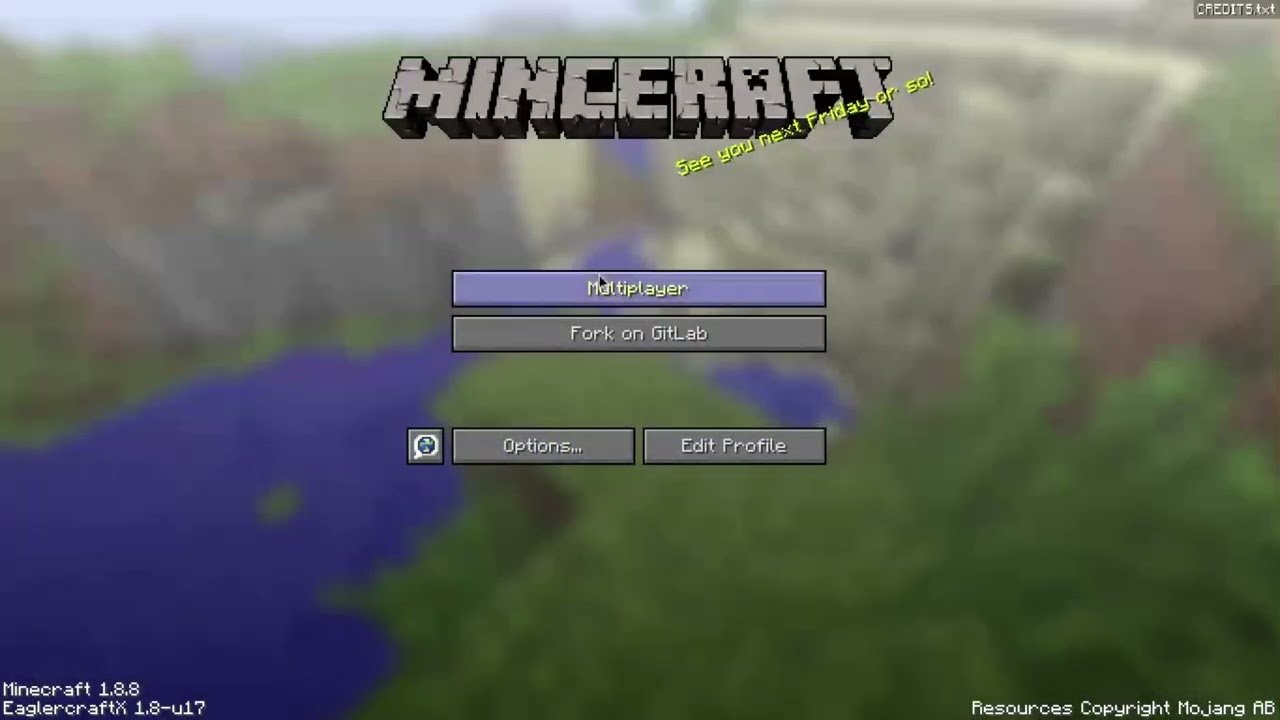 CREDITS.txt
MINCERAFT
See you next Friday or so!
Multiplayer
Fork on GitLab
Options...
Edit Profile
Minecraft 1.8.8
EaglercraftX 1.8-u17
Resources Copyright Mojang AB